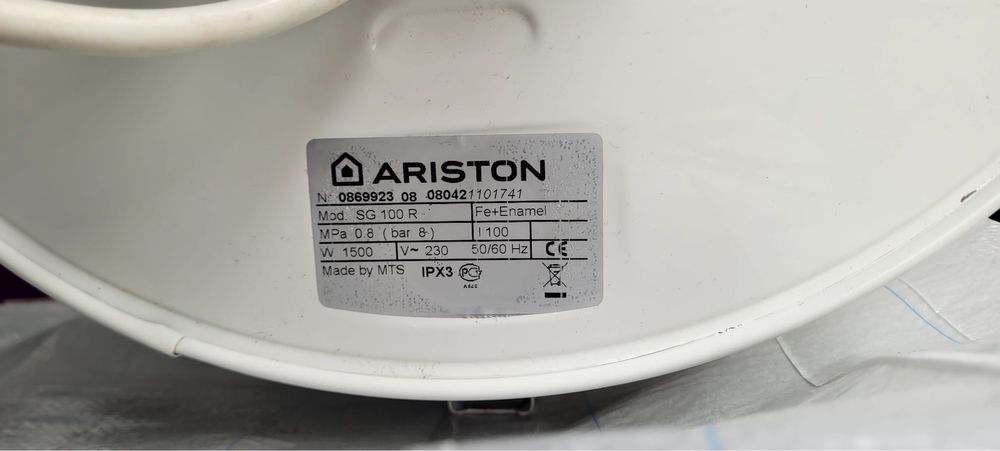 ARISTON
N° 0869923 08 080421101741
Mod. SG 100 R Fe+Enamel
MPa 0.8 ( bar 8 ) l 100
W 1500 V~ 230 50/60 Hz CE
Made by MTS IPX3 PC